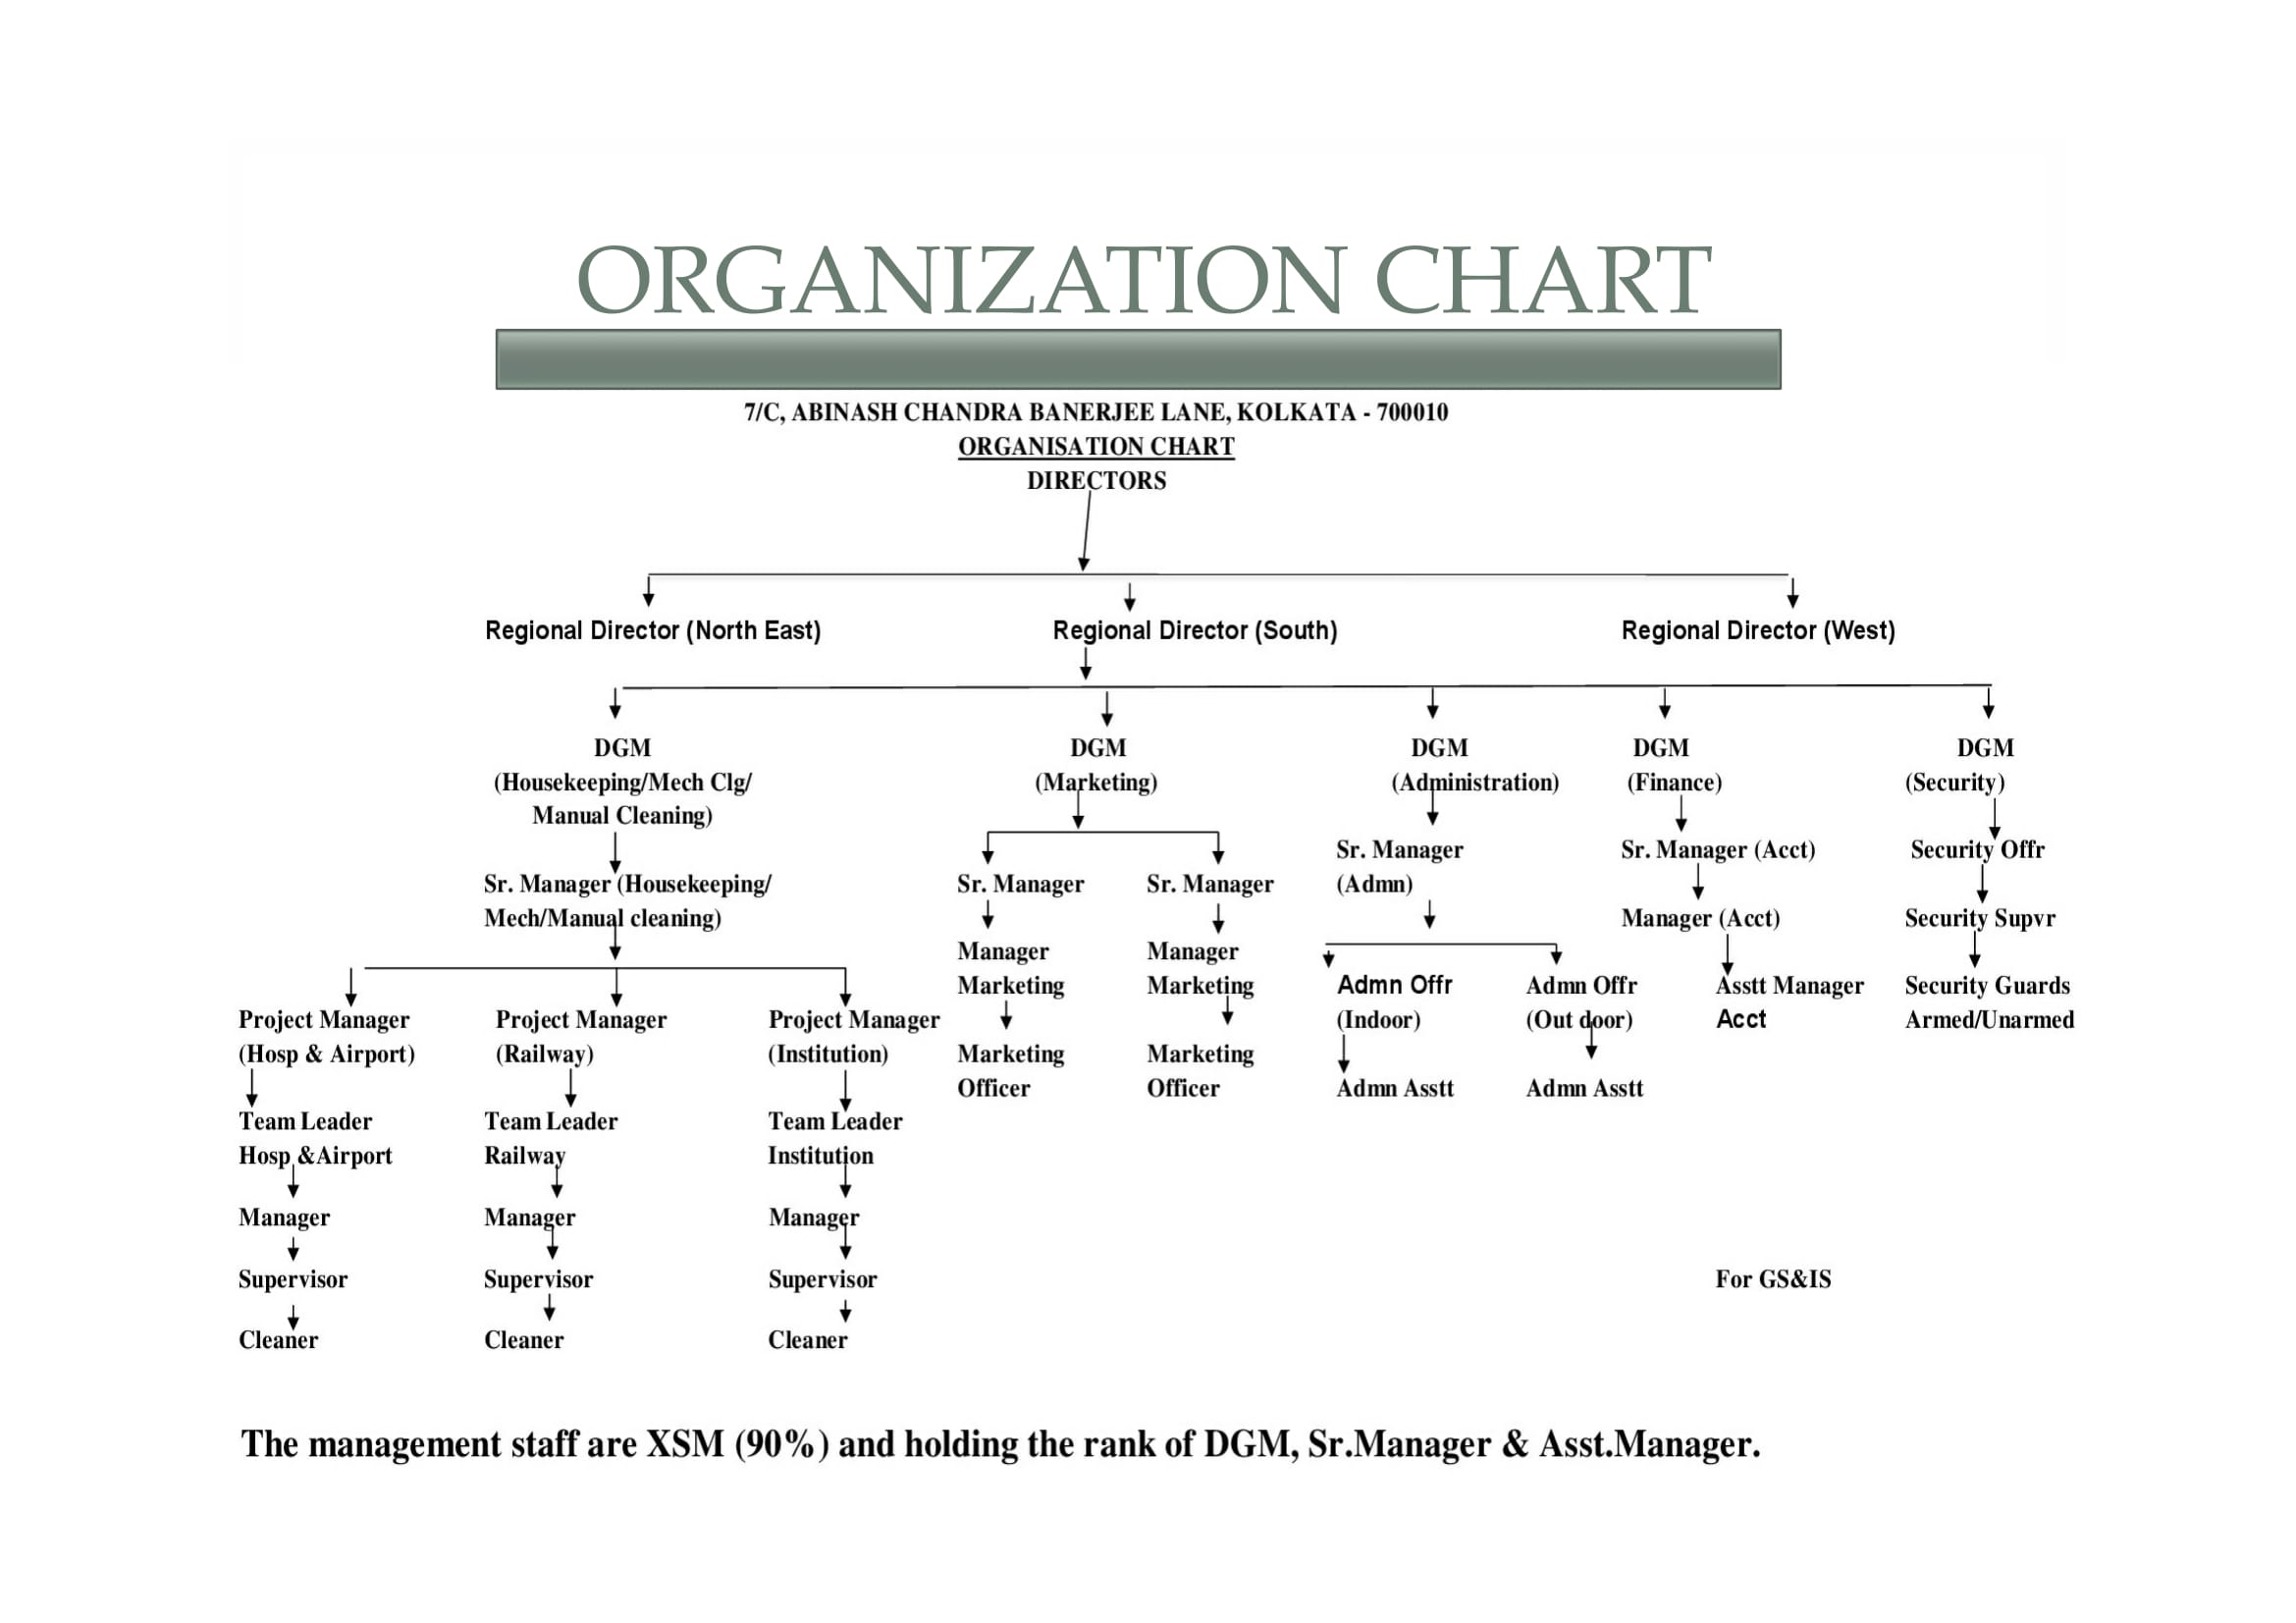 ORGANIZATION CHART
7/C, ABINASH CHANDRA BANERJEE LANE, KOLKATA - 700010
ORGANISATION CHART
DIRECTORS
Regional Director (North East)
Regional Director (South)
Regional Director (West)
DGM
(Housekeeping/Mech Clg/
Manual Cleaning)
DGM
(Marketing)
DGM
(Administration)
DGM
(Finance)
DGM
(Security)
Sr. Manager (Housekeeping/
Mech/Manual cleaning)
Project Manager
(Hosp & Airport)
Team Leader
Hosp &Airport
Manager
Supervisor
Cleaner
Project Manager
(Railway)
Team Leader
Railway
Manager
Supervisor
Cleaner
Project Manager
(Institution)
Team Leader
Institution
Manager
Supervisor
Cleaner
Sr. Manager
Manager
Marketing
Marketing
Officer
Sr. Manager
Manager
Marketing
Marketing
Officer
Sr. Manager
(Admn)
Admn Offr
(Indoor)
Admn Asstt
Admn Offr
(Out door)
Admn Asstt
Sr. Manager (Acct)
Manager (Acct)
Asstt Manager
Acct
Security Offr
Security Supvr
Security Guards
Armed/Unarmed
For GS&IS
The management staff are XSM (90%) and holding the rank of DGM, Sr.Manager & Asst.Manager.